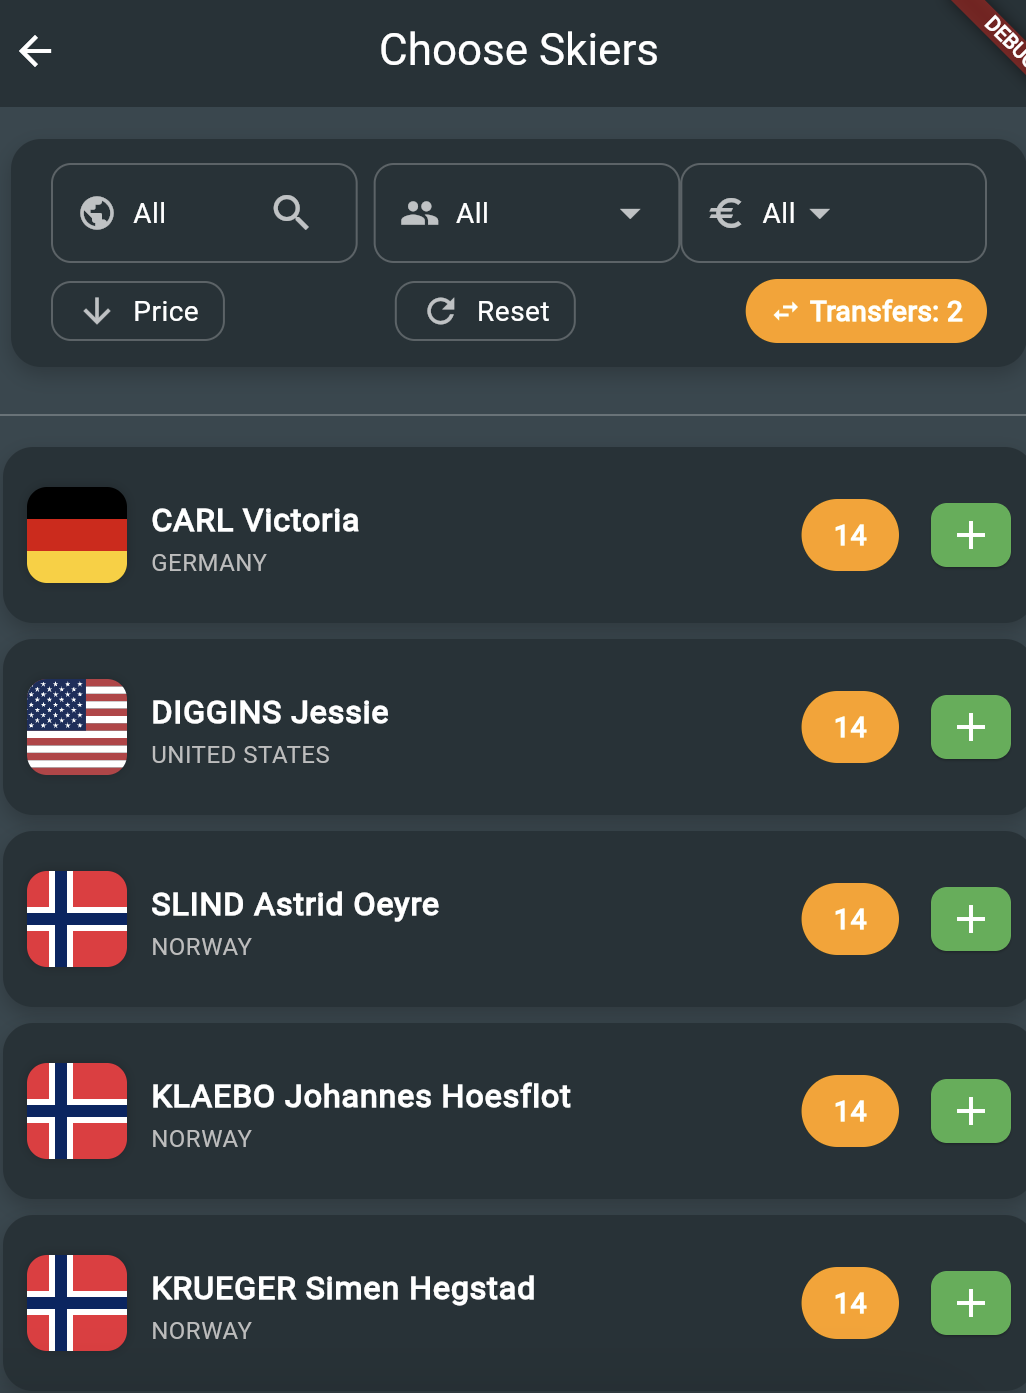 Choose Skiers
All
All
All
Price
Reset
Transfers: 2
CARL Victoria
GERMANY
14
DIGGINS Jessie
UNITED STATES
14
SLIND Astrid Oeyre
NORWAY
14
KLAEBO Johannes Hoesflot
NORWAY
14
KRUEGER Simen Hegstad
NORWAY
14